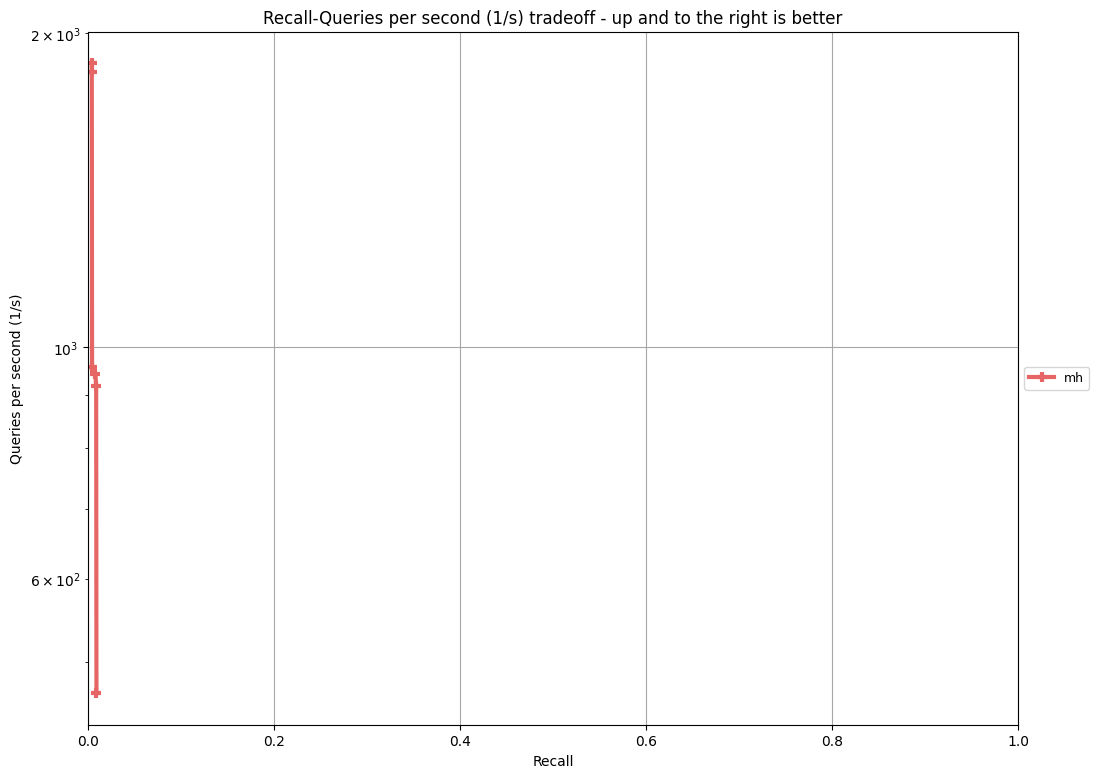 Recall-Queries per second (1/s) tradeoff - up and to the right is better
2 × 10³
10³
6 × 10²
Queries per second (1/s)
mh
0.0 0.2 0.4 0.6 0.8 1.0
Recall